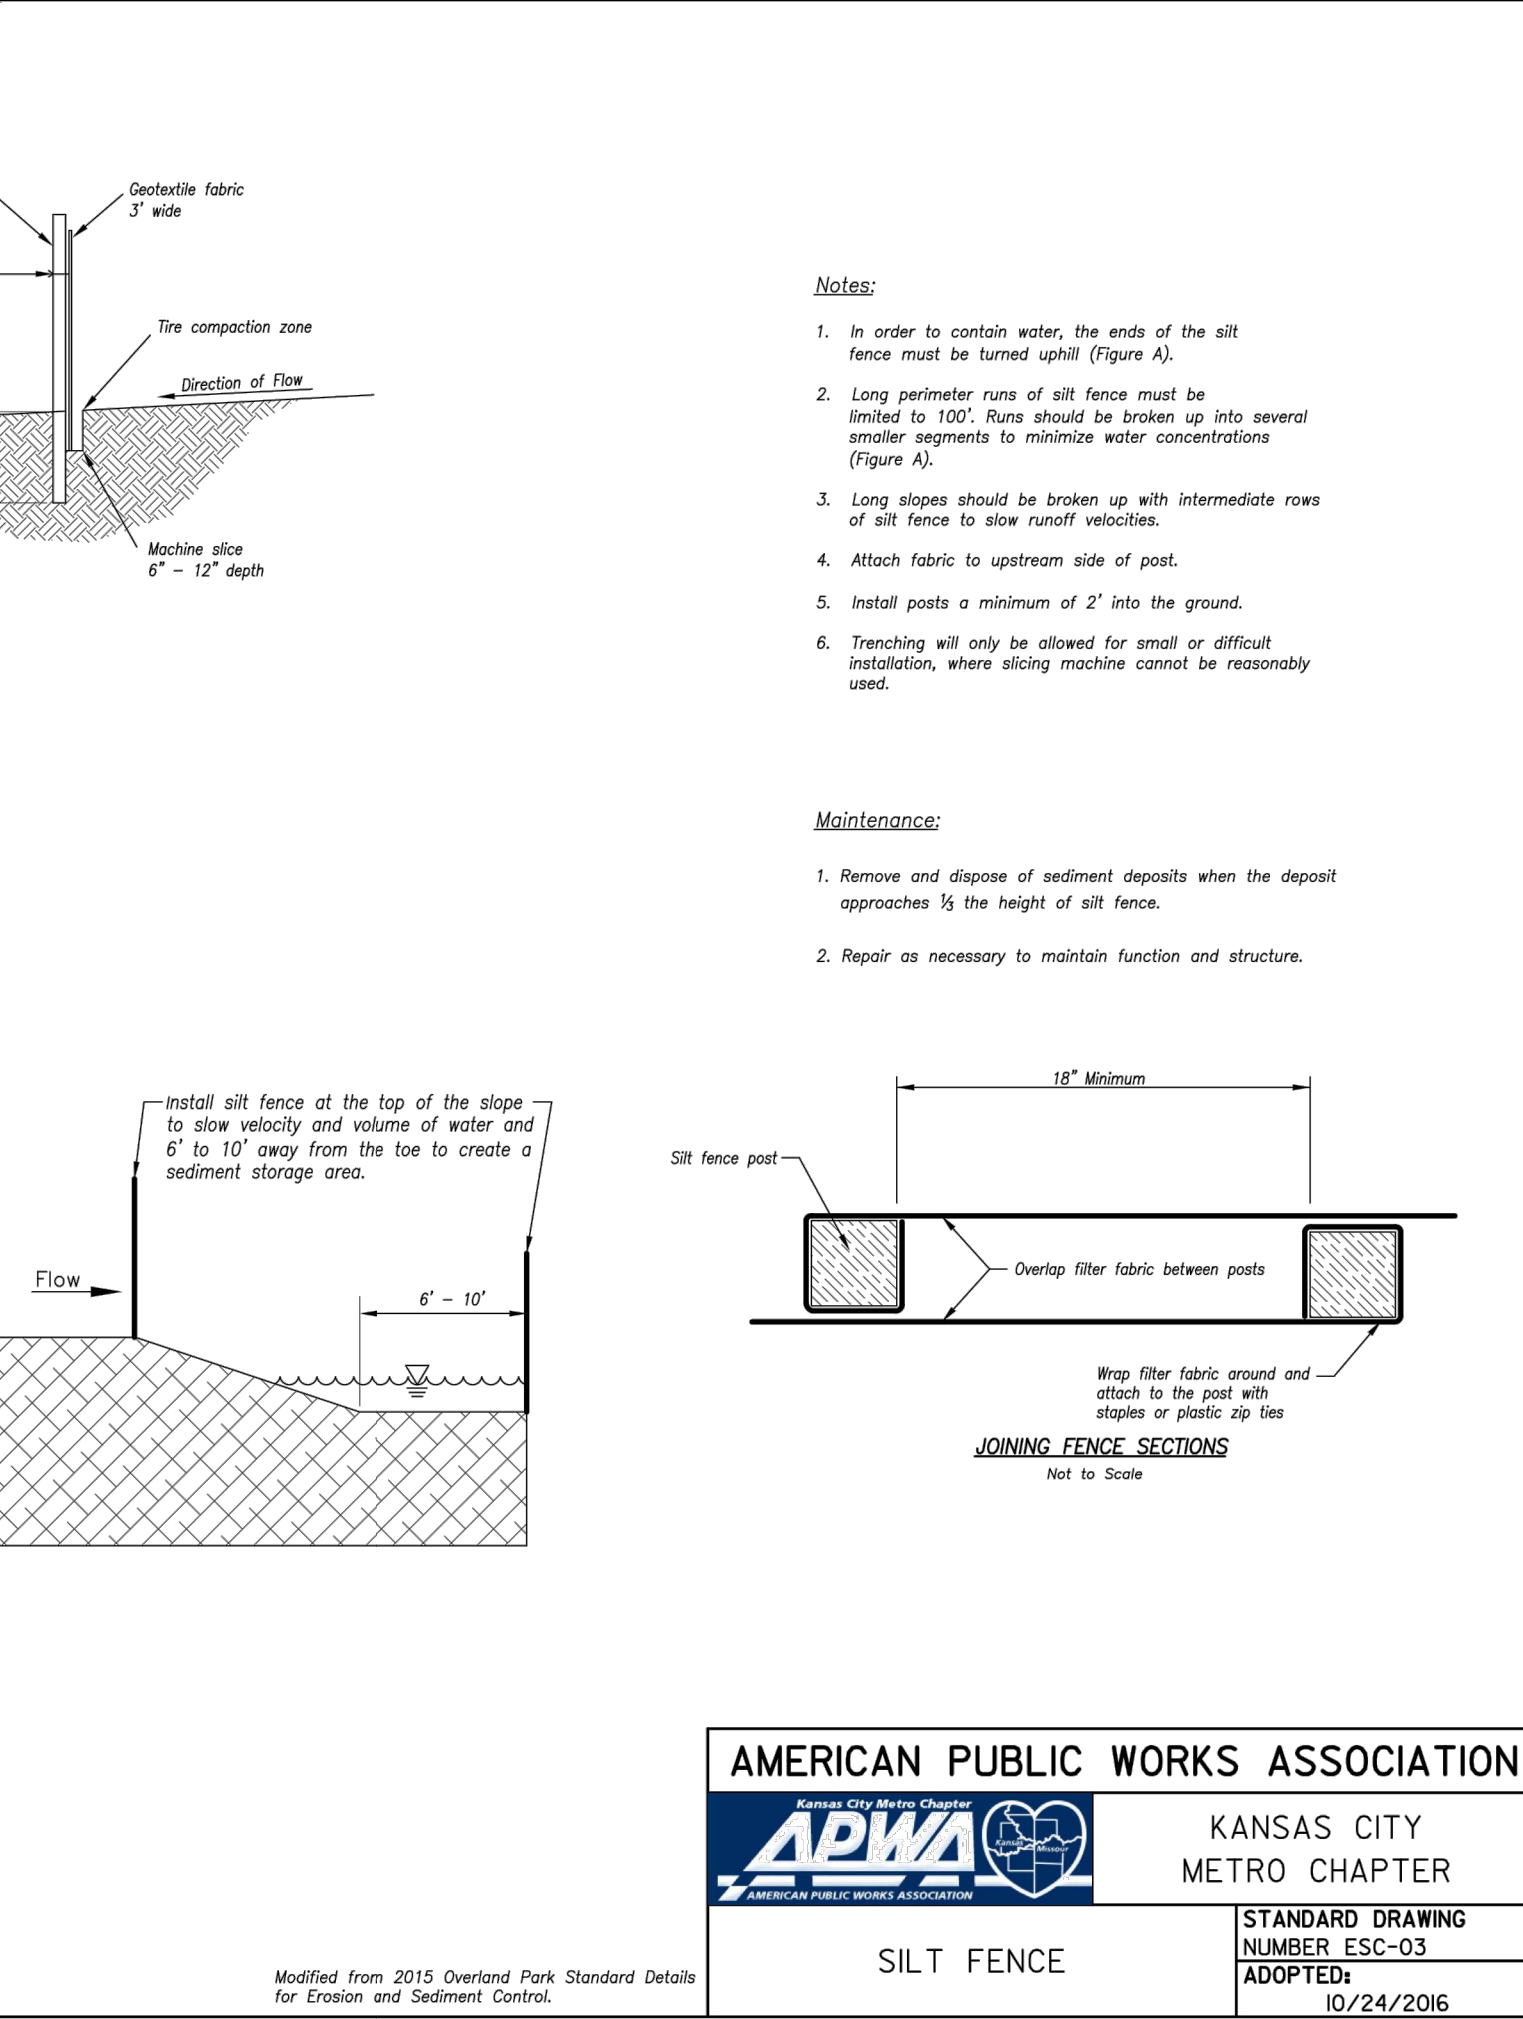 Geotextile fabric
3' wide
Tire compaction zone
Direction of Flow
Machine slice
6" - 12" depth
Notes:
1. In order to contain water, the ends of the silt
fence must be turned uphill (Figure A).
2. Long perimeter runs of silt fence must be
limited to 100'. Runs should be broken up into several
smaller segments to minimize water concentrations
(Figure A).
3. Long slopes should be broken up with intermediate rows
of silt fence to slow runoff velocities.
4. Attach fabric to upstream side of post.
5. Install posts a minimum of 2' into the ground.
6. Trenching will only be allowed for small or difficult
installation, where slicing machine cannot be reasonably
used.
Maintenance:
1. Remove and dispose of sediment deposits when the deposit
approaches ⅓ the height of silt fence.
2. Repair as necessary to maintain function and structure.
Install silt fence at the top of the slope
to slow velocity and volume of water and
6' to 10' away from the toe to create a
sediment storage area.
Flow
6' - 10'
18" Minimum
Silt fence post
Overlap filter fabric between posts
Wrap filter fabric around and
attach to the post with
staples or plastic zip ties
JOINING FENCE SECTIONS
Not to Scale
AMERICAN PUBLIC WORKS ASSOCIATION
Kansas City Metro Chapter
APWA
Kansas
Missouri
AMERICAN PUBLIC WORKS ASSOCIATION
KANSAS CITY
METRO CHAPTER
SILT FENCE
STANDARD DRAWING
NUMBER ESC-03
ADOPTED:
10/24/2016
Modified from 2015 Overland Park Standard Details
for Erosion and Sediment Control.